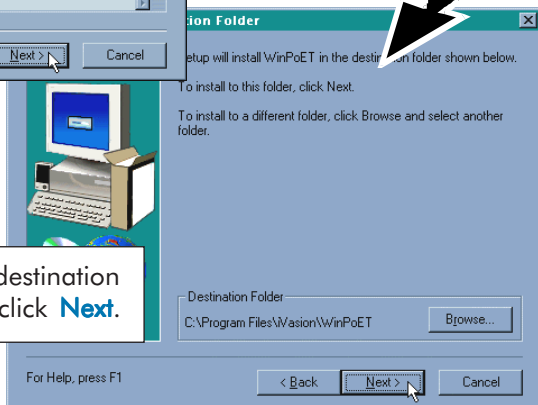 Next >
Cancel
tion Folder
etup will install WinPoET in the destin on folder shown below.
To install to this folder, click Next.
To install to a different folder, click Browse and select another
folder.
destination
click Next.
Destination Folder
C:\Program Files\iVasion\WinPoET
Browse...
For Help, press F1
< Back
Next >
Cancel